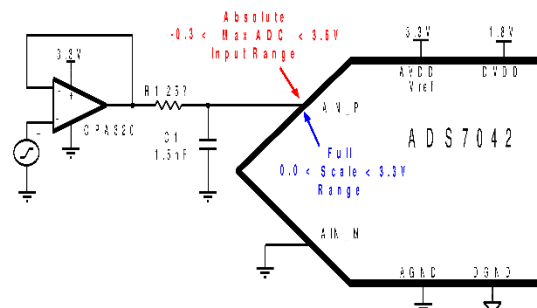 Absolute
-0.3 < Max ADC < 3.6V
Input Range
3.3V
3.3V
1.8V
AVDD
Vref
DVDD
R1 25?
OPA320
AIN_P
C1
1.5nF
ADS7042
Full
0.0 < Scale < 3.3V
Range
AIN_N
AGND
DGND